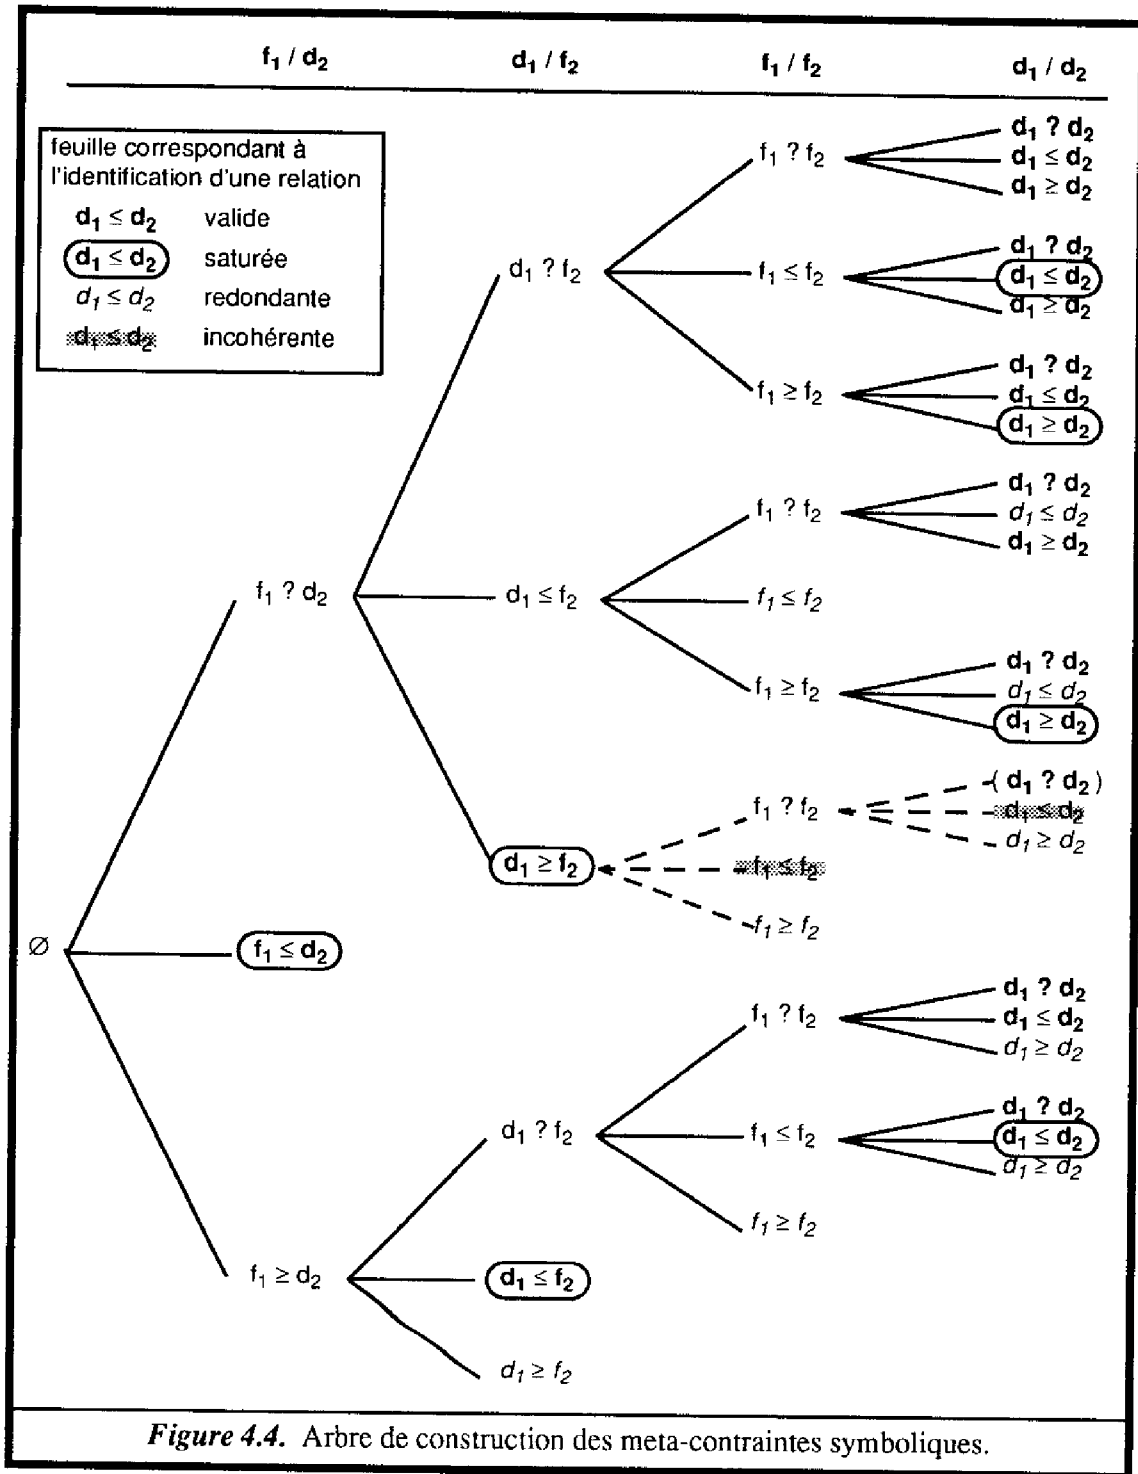 f1 / d2 d1 / f2 f1 / f2 d1 / d2
feuille correspondant à
l'identification d'une relation
d1 ≤ d2 valide
d1 ≤ d2 saturée
d1 ≤ d2 redondante
d1 ≤ d2 incohérente
d1 ? d2
f1 ? f2
d1 ≤ d2
d1 ≥ d2
d1 ? f2
d1 ? d2
f1 ≤ f2
d1 ≤ d2
d1 ≥ d2
d1 ? d2
f1 ≥ f2
d1 ≤ d2
d1 ≥ d2
d1 ? d2
f1 ? f2
d1 ≤ d2
d1 ≥ d2
f1 ? d2
d1 ≤ f2
f1 ≤ f2
d1 ? d2
f1 ≥ f2
d1 ≤ d2
d1 ≥ d2
( d1 ? d2 )
f1 ? f2
d1 ≤ d2
d1 ≥ d2
d1 ≥ f2
f1 ≤ f2
f1 ≥ f2
Ø
f1 ≤ d2
d1 ? d2
f1 ? f2
d1 ≤ d2
d1 ≥ d2
d1 ? f2
d1 ? d2
f1 ≤ f2
d1 ≤ d2
d1 ≥ d2
f1 ≥ f2
f1 ≥ d2
d1 ≤ f2
d1 ≥ f2
Figure 4.4. Arbre de construction des meta-contraintes symboliques.